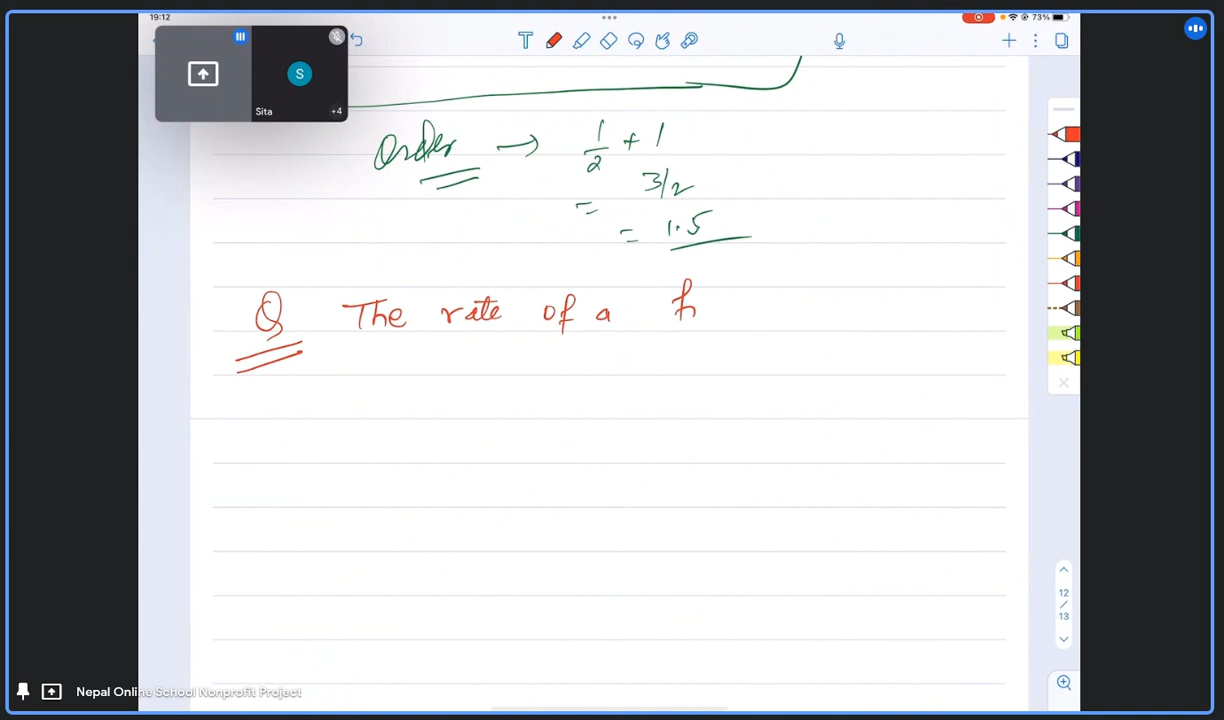 19:12
73%
T
S
Sita
+4
Order → 1/2 + 1
= 3/2
= 1.5
Q The rate of a
12
/
13
Nepal Online School Nonprofit Project